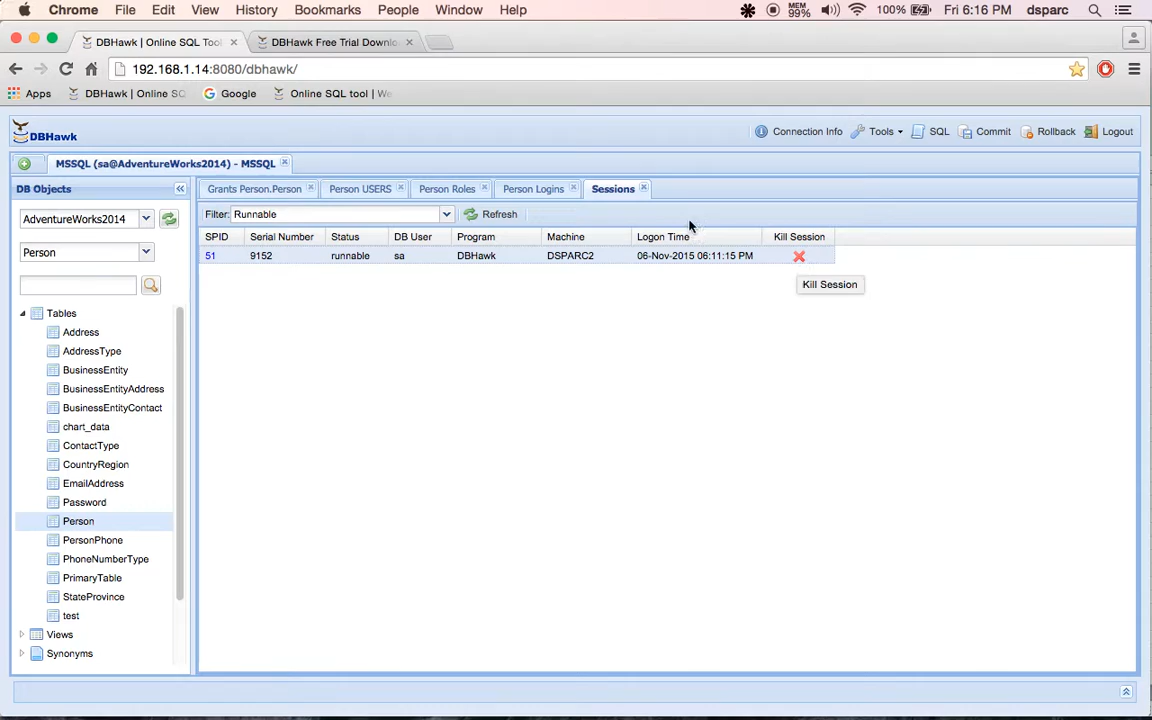 Chrome File Edit View History Bookmarks People Window Help MEM 99% 100% Fri 6:16 PM dsparc
DBHawk | Online SQL Tool DBHawk Free Trial Downlo
192.168.1.14:8080/dbhawk/
Apps DBHawk | Online SQ Google Online SQL tool | We
DBHawk Connection Info Tools SQL Commit Rollback Logout
MSSQL (sa@AdventureWorks2014) - MSSQL
DB Objects
AdventureWorks2014
Person
Tables
Address
AddressType
BusinessEntity
BusinessEntityAddress
BusinessEntityContact
chart_data
ContactType
CountryRegion
EmailAddress
Password
Person
PersonPhone
PhoneNumberType
PrimaryTable
StateProvince
test
Views
Synonyms
Grants Person.Person Person USERS Person Roles Person Logins Sessions
Filter: Runnable Refresh
SPID Serial Number Status DB User Program Machine Logon Time Kill Session
51 9152 runnable sa DBHawk DSPARC2 06-Nov-2015 06:11:15 PM
Kill Session